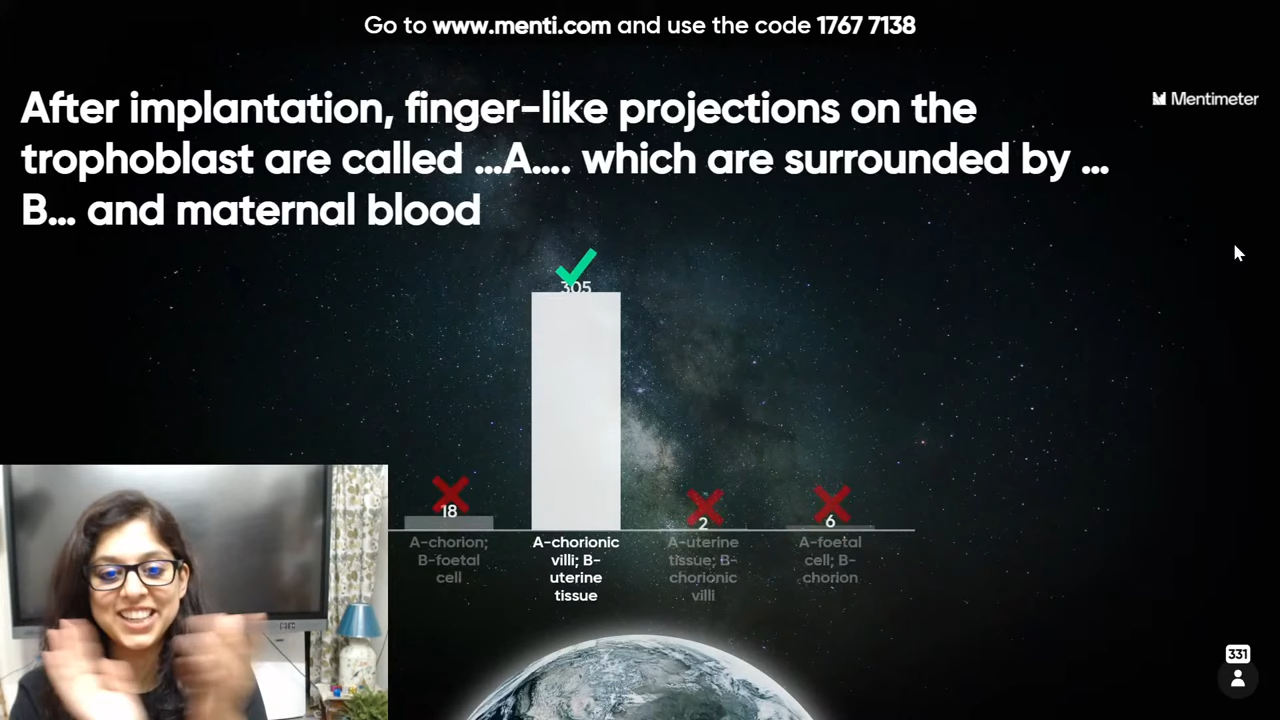 Go to www.menti.com and use the code 1767 7138
Mentimeter
After implantation, finger-like projections on the
trophoblast are called ...A.... which are surrounded by ...
B... and maternal blood
305
18
2
6
A-chorion;
B-foetal
cell
A-chorionic
villi; B-
uterine
tissue
A-uterine
tissue; B-
chorionic
villi
A-foetal
cell; B-
chorion
331